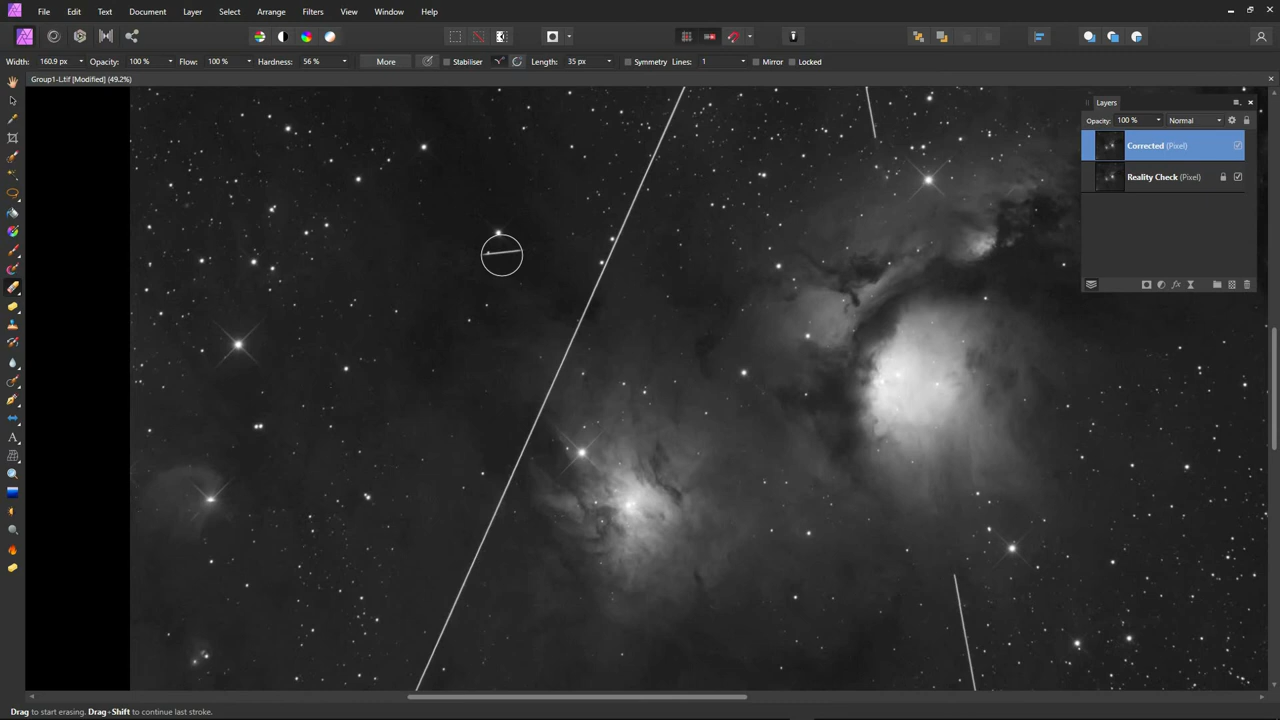 File Edit Text Document Layer Select Arrange Filters View Window Help
Width: 160.9 px Opacity: 100 % Flow: 100 % Hardness: 56 % More Stabiliser Length: 35 px Symmetry Lines: 1 Mirror Locked
Group1-L.tif [Modified] (49.2%)
Layers
Opacity: 100 % Normal
Corrected (Pixel)
Reality Check (Pixel)
Drag to start erasing. Drag+Shift to continue last stroke.